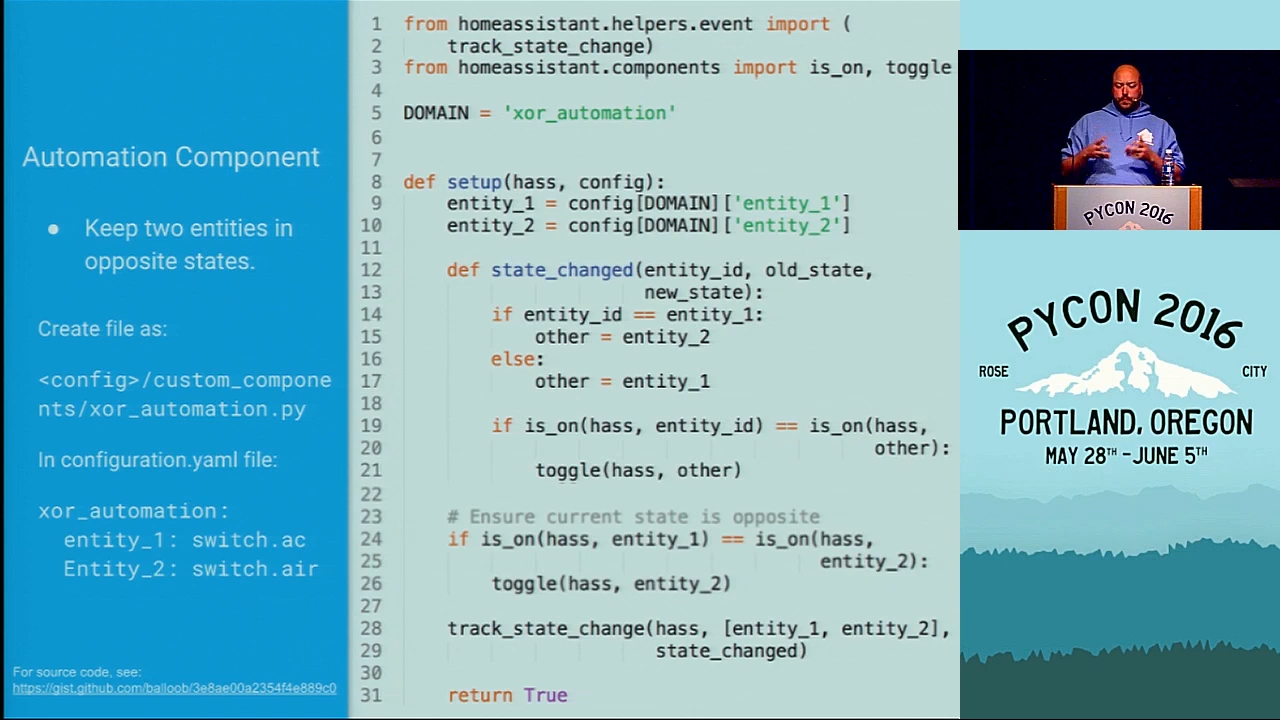 Automation Component
● Keep two entities in
opposite states.
Create file as:
<config>/custom_compone
nts/xor_automation.py
In configuration.yaml file:
xor_automation:
entity_1: switch.ac
Entity_2: switch.air
For source code, see:
https://gist.github.com/balloob/3e8ae00a2354f4e889c0
1 from homeassistant.helpers.event import (
2     track_state_change)
3 from homeassistant.components import is_on, toggle
4
5 DOMAIN = 'xor_automation'
6
7
8 def setup(hass, config):
9     entity_1 = config[DOMAIN]['entity_1']
10     entity_2 = config[DOMAIN]['entity_2']
11
12     def state_changed(entity_id, old_state,
13                       new_state):
14         if entity_id == entity_1:
15             other = entity_2
16         else:
17             other = entity_1
18
19         if is_on(hass, entity_id) == is_on(hass,
20                                            other):
21             toggle(hass, other)
22
23     # Ensure current state is opposite
24     if is_on(hass, entity_1) == is_on(hass,
25                                       entity_2):
26         toggle(hass, entity_2)
27
28     track_state_change(hass, [entity_1, entity_2],
29                        state_changed)
30
31     return True
PYCON 2016
PYCON 2016
ROSE CITY
PORTLAND, OREGON
MAY 28TH - JUNE 5TH